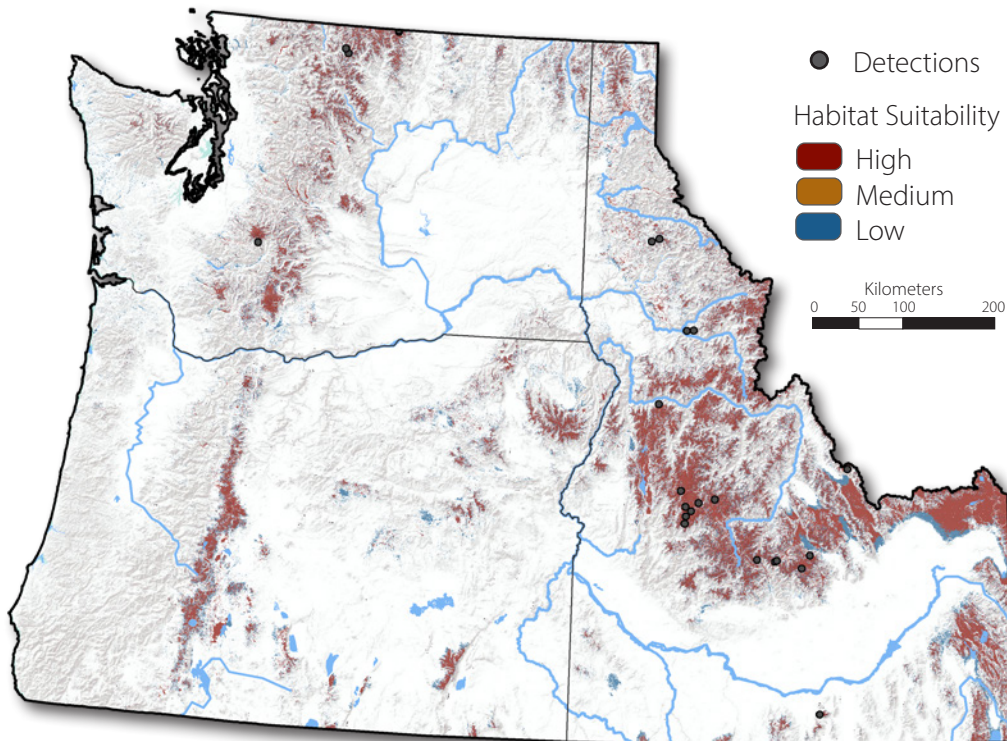 Detections
Habitat Suitability
High
Medium
Low
Kilometers
0 50 100 200